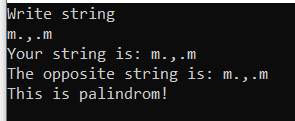 Write string
m.,.m
Your string is: m.,.m
The opposite string is: m.,.m
This is palindrom!